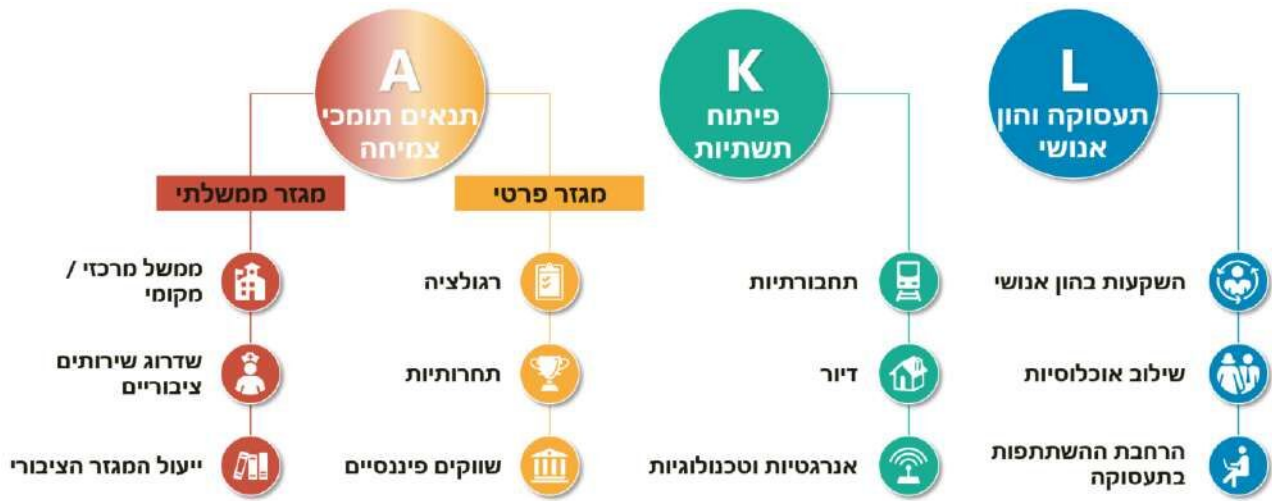 L
תעסוקה והון
אנושי
השקעות בהון אנושי
שילוב אוכלוסיות
הרחבת ההשתתפות
בתעסוקה
K
פיתוח
תשתיות
תחבורתיות
דיור
אנרגטיות וטכנולוגיות
A
תנאים תומכי
צמיחה
מגזר פרטי
רגולציה
תחרותיות
שווקים פיננסיים
מגזר ממשלתי
ממשל מרכזי /
מקומי
שדרוג שירותים
ציבוריים
ייעול המגזר הציבורי